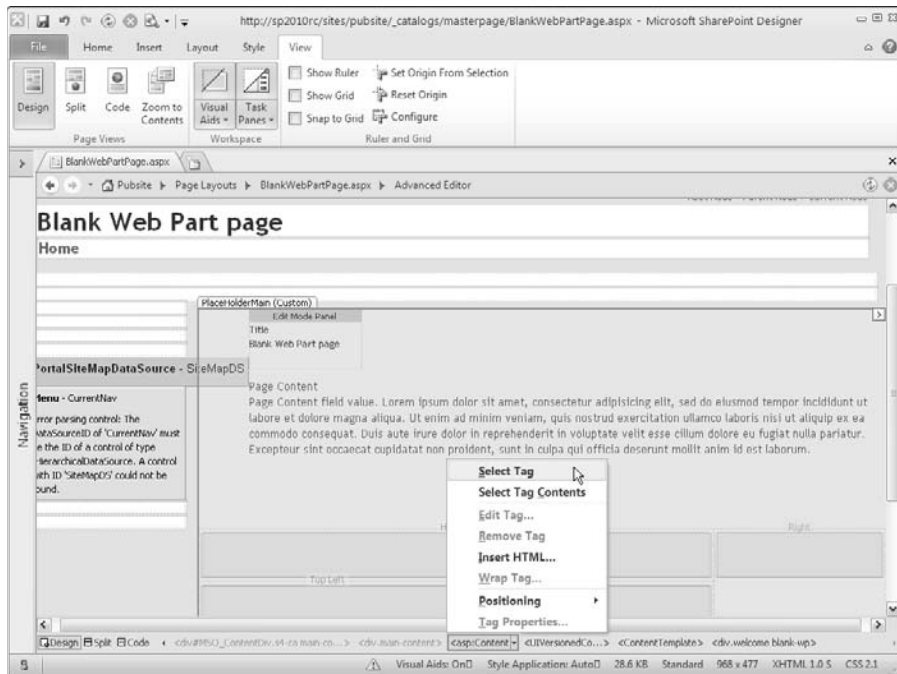 http://sp2010rc/sites/pubsite/_catalogs/masterpage/BlankWebPartPage.aspx - Microsoft SharePoint Designer
File Home Insert Layout Style View
Design Split Code Zoom to Contents
Page Views
Visual Aids Task Panes
Workspace
Show Ruler Set Origin From Selection
Show Grid Reset Origin
Snap to Grid Configure
Ruler and Grid
BlankWebPartPage.aspx
Pubsite Page Layouts BlankWebPartPage.aspx Advanced Editor
Navigation
Blank Web Part page
Home
PlaceHolderMain (Custom)
Edit Mode Panel
Title
Blank Web Part page
PortalSiteMapDataSource - SiteMapDS
Menu - CurrentNav
rror parsing control: The
DataSourceID of 'CurrentNav' must
e the ID of a control of type
HierarchicalDataSource. A control
with ID 'SiteMapDS' could not be
ound.
Page Content
Page Content field value. Lorem ipsum dolor sit amet, consectetur adipisicing elit, sed do eiusmod tempor incididunt ut
labore et dolore magna aliqua. Ut enim ad minim veniam, quis nostrud exercitation ullamco laboris nisi ut aliquip ex ea
commodo consequat. Duis aute irure dolor in reprehenderit in voluptate velit esse cillum dolore eu fugiat nulla pariatur.
Excepteur sint occaecat cupidatat non proident, sunt in culpa qui officia deserunt mollit anim id est laborum.
Select Tag
Select Tag Contents
Edit Tag...
Remove Tag
Insert HTML...
Wrap Tag...
Positioning
Tag Properties...
Right
Top Left
Design Split Code <div#MSO_ContentDiv.s4-ca main-co...> <div.main-content> <asp:Content> <UIVersionedCo...> <ContentTemplate> <div.welcome blank-wp>
Visual Aids: On Style Application: Auto 28.6 KB Standard 968 x 477 XHTML 1.0 S CSS 2.1